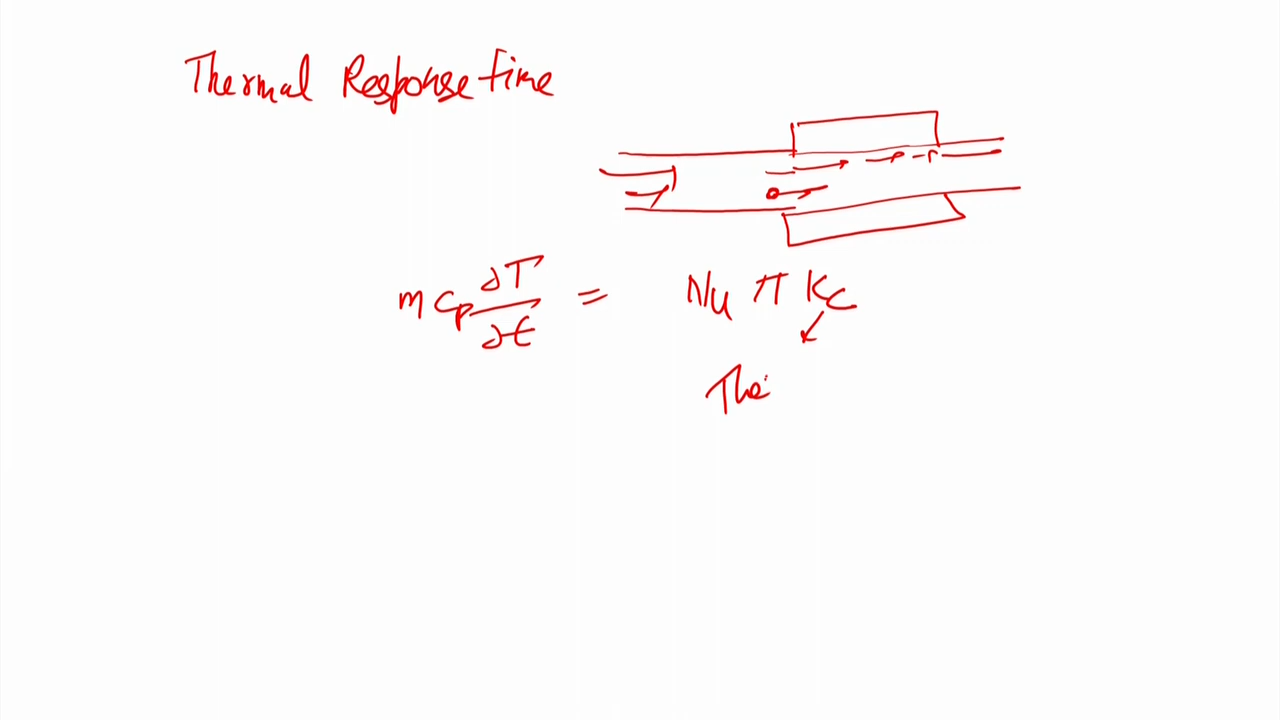 Thermal Response time
m Cp ∂T/∂t = Nu π Kc
The